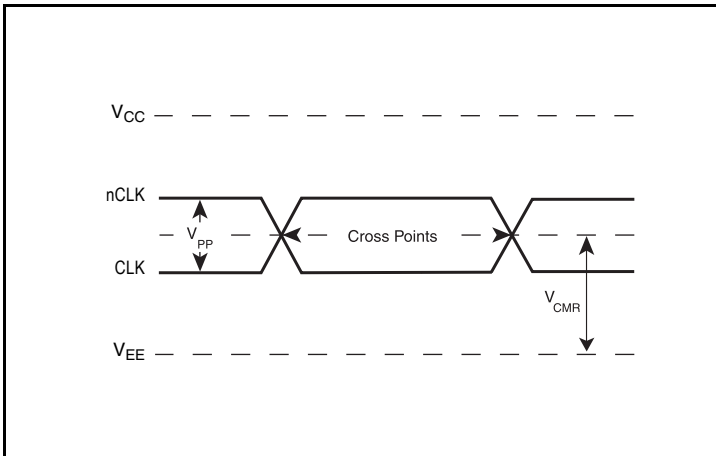 VCC
nCLK
VPP
Cross Points
CLK
VCMR
VEE